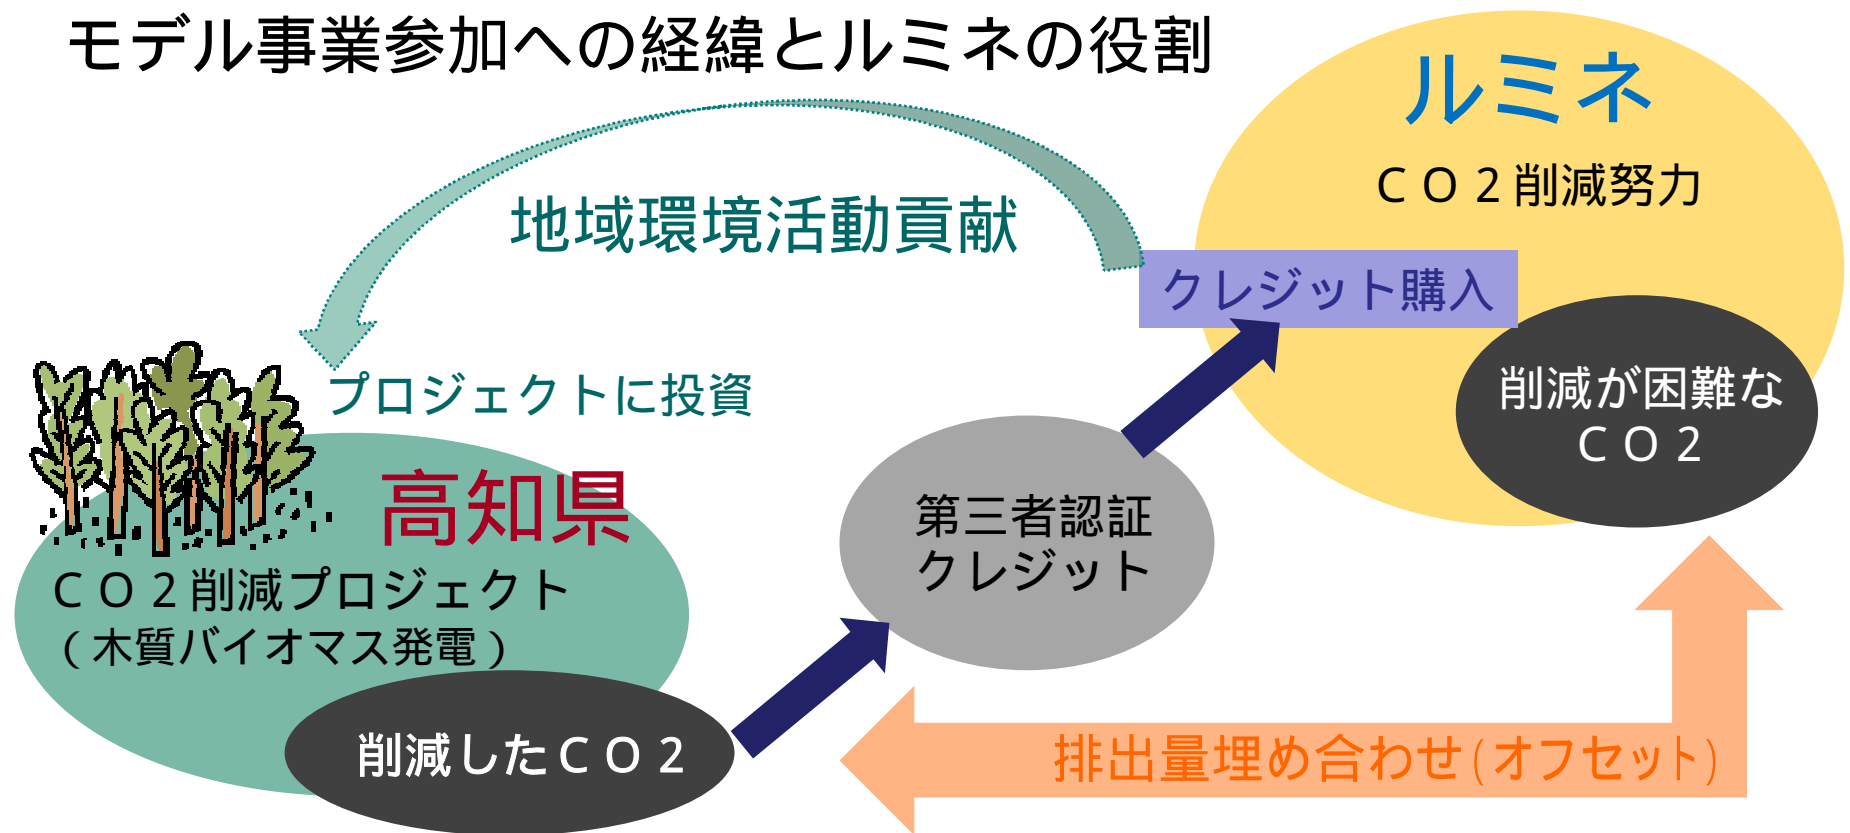 モデル事業参加への経緯とルミネの役割
ルミネ
ＣＯ２削減努力
地域環境活動貢献
クレジット購入
プロジェクトに投資
削減が困難な
ＣＯ２
高知県
ＣＯ２削減プロジェクト
（木質バイオマス発電）
第三者認証
クレジット
削減したＣＯ２
排出量埋め合わせ(オフセット)